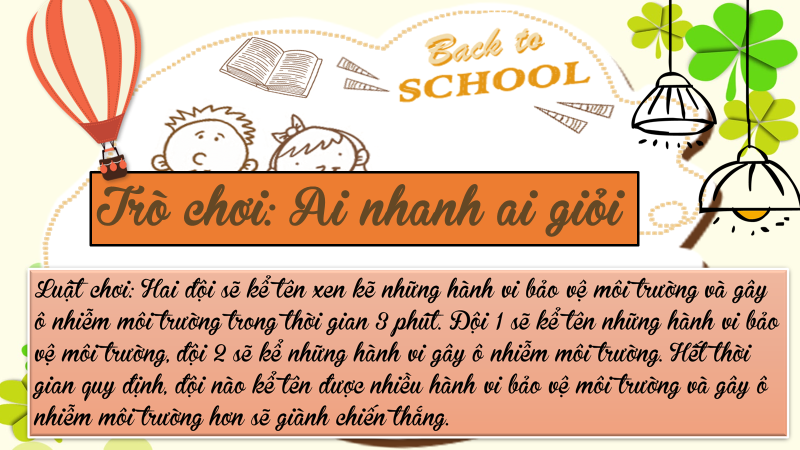 Back to
SCHOOL
Trò chơi: Ai nhanh ai giỏi
Luật chơi: Hai đội sẽ kể tên xen kẽ những hành vi bảo vệ môi trường và gây
ô nhiễm môi trường trong thời gian 3 phút. Đội 1 sẽ kể tên những hành vi bảo
vệ môi trường, đội 2 sẽ kể những hành vi gây ô nhiễm môi trường. Hết thời
gian quy định, đội nào kể tên được nhiều hành vi bảo vệ môi trường và gây ô
nhiễm môi trường hơn sẽ giành chiến thắng.